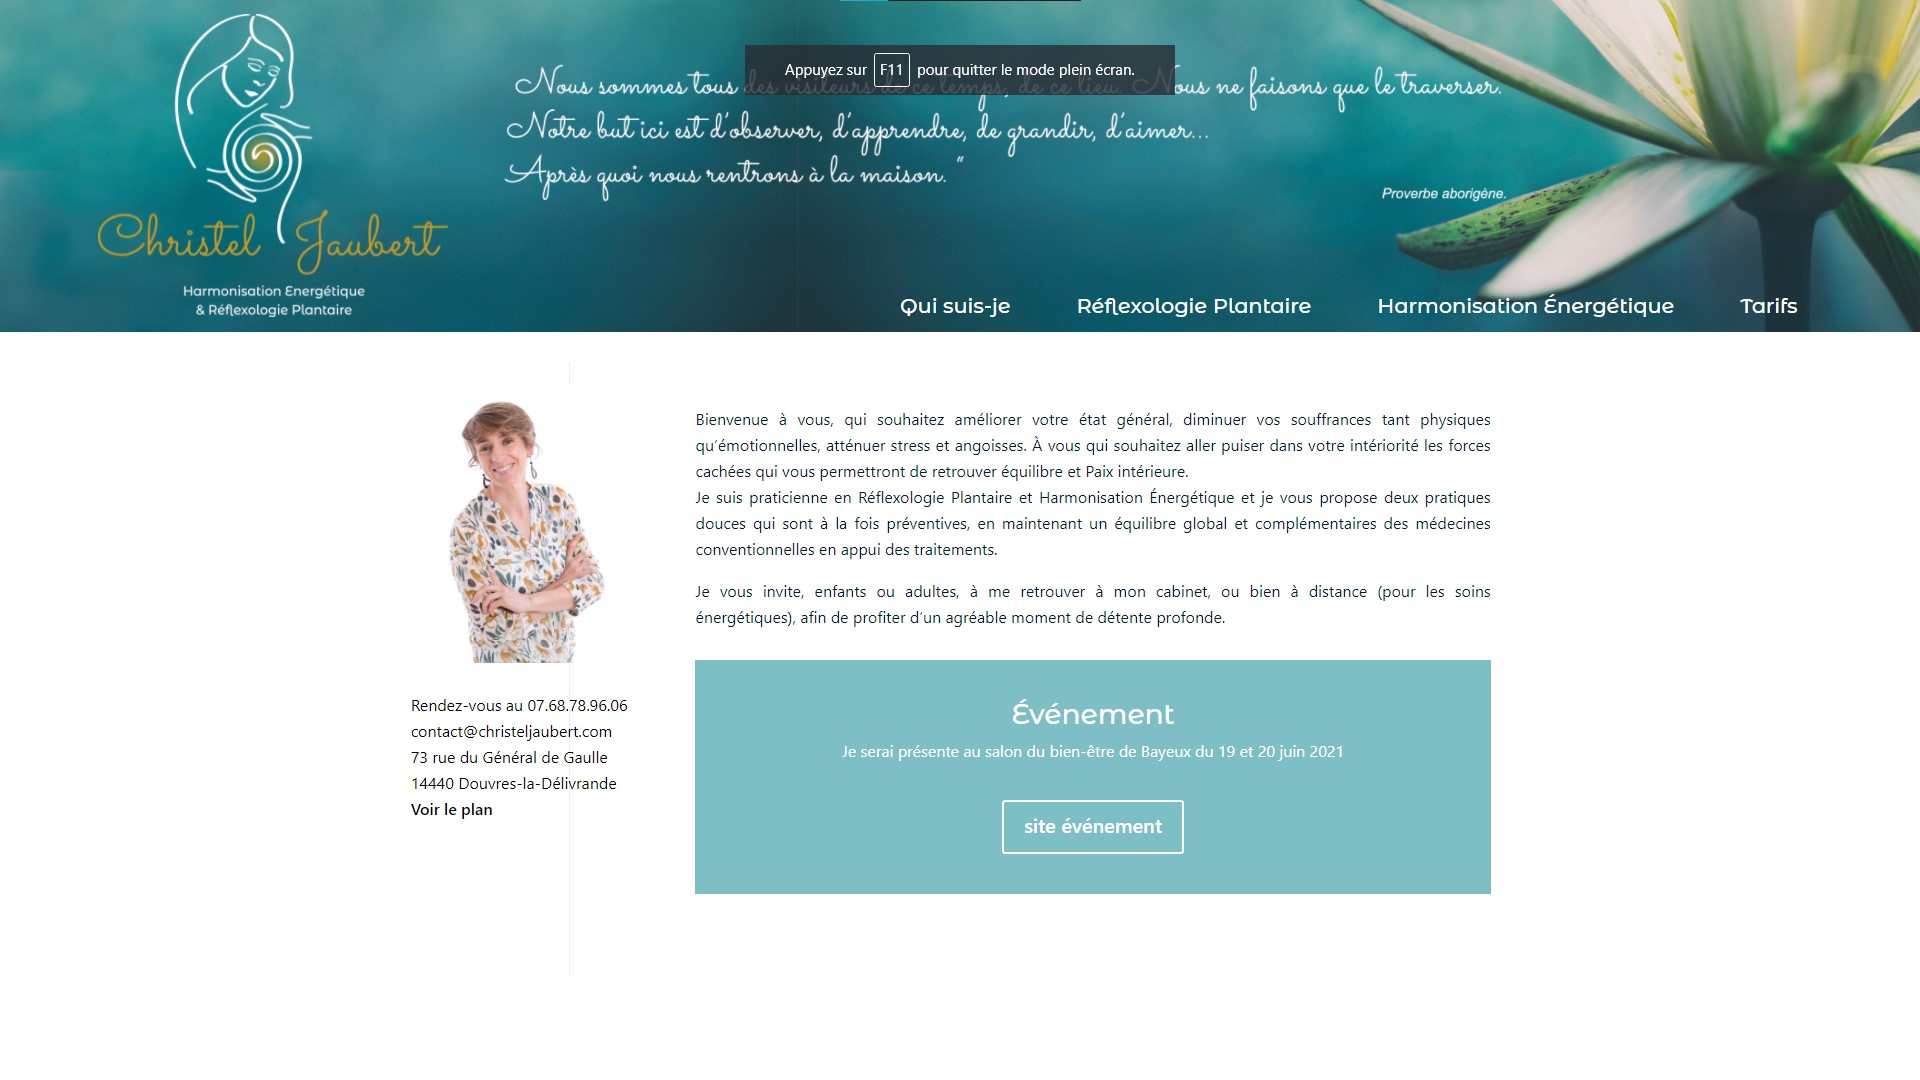 Appuyez sur F11 pour quitter le mode plein écran.
Nous sommes tous des visiteurs de ce temps, de ce lieu. Nous ne faisons que le traverser.
Notre but ici est d’observer, d’apprendre, de grandir, d’aimer...
Après quoi nous rentrons à la maison.”
Proverbe aborigène.
Christel Jaubert
Harmonisation Energétique
& Réflexologie Plantaire
Qui suis-je
Réflexologie Plantaire
Harmonisation Énergétique
Tarifs
Bienvenue à vous, qui souhaitez améliorer votre état général, diminuer vos souffrances tant physiques
qu’émotionnelles, atténuer stress et angoisses. À vous qui souhaitez aller puiser dans votre intériorité les forces
cachées qui vous permettront de retrouver équilibre et Paix intérieure.
Je suis praticienne en Réflexologie Plantaire et Harmonisation Énergétique et je vous propose deux pratiques
douces qui sont à la fois préventives, en maintenant un équilibre global et complémentaires des médecines
conventionnelles en appui des traitements.
Je vous invite, enfants ou adultes, à me retrouver à mon cabinet, ou bien à distance (pour les soins
énergétiques), afin de profiter d’un agréable moment de détente profonde.
Rendez-vous au 07.68.78.96.06
contact@christeljaubert.com
73 rue du Général de Gaulle
14440 Douvres-la-Délivrande
Voir le plan
Événement
Je serai présente au salon du bien-être de Bayeux du 19 et 20 juin 2021
site événement